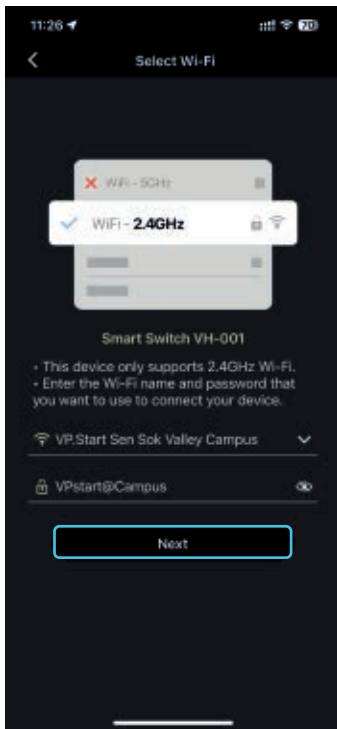 11:26
70
Select Wi-Fi
WiFi - 5GHz
WiFi - 2.4GHz
Smart Switch VH-001
• This device only supports 2.4GHz Wi-Fi.
• Enter the Wi-Fi name and password that
you want to use to connect your device.
VP.Start Sen Sok Valley Campus
VPstart@Campus
Next